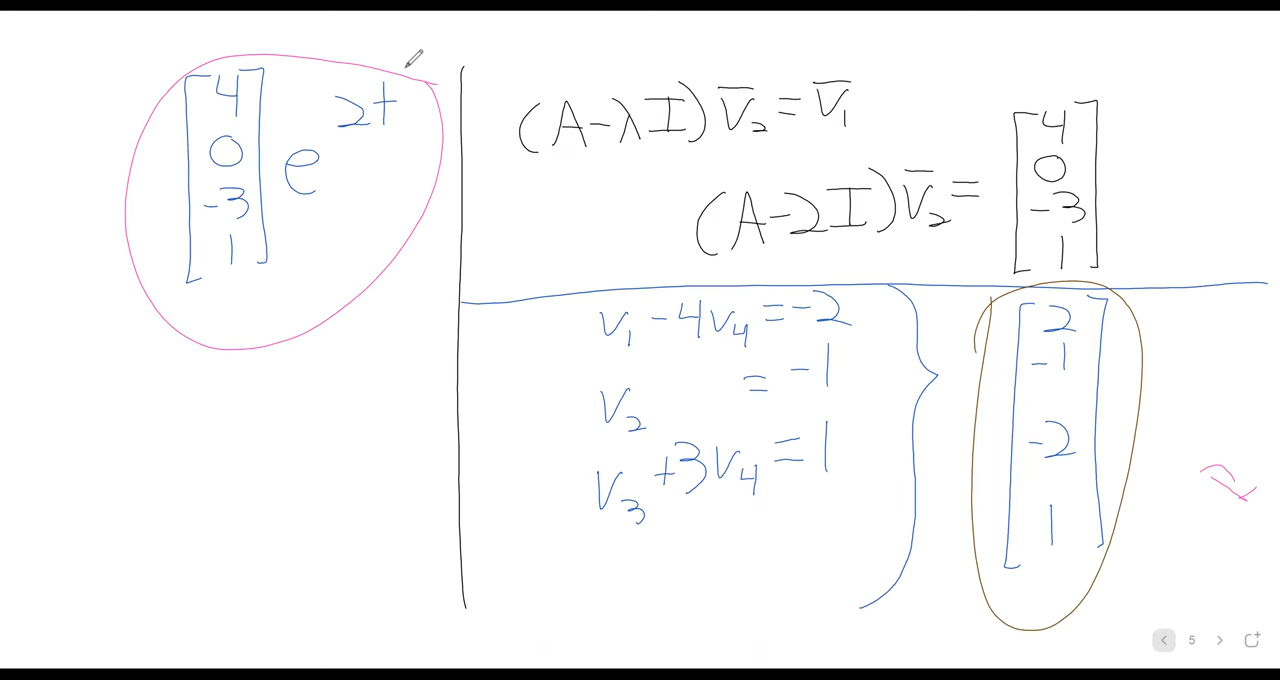 [4 0 -3 1] e^{2t}
(A-λI) v̅₂ = v̅₁
(A-2I) v̅₂ = [4 0 -3 1]
v₁ - 4v₄ = -2
v₂ = -1
v₃ + 3v₄ = 1
[2 -1 -2 1]
5